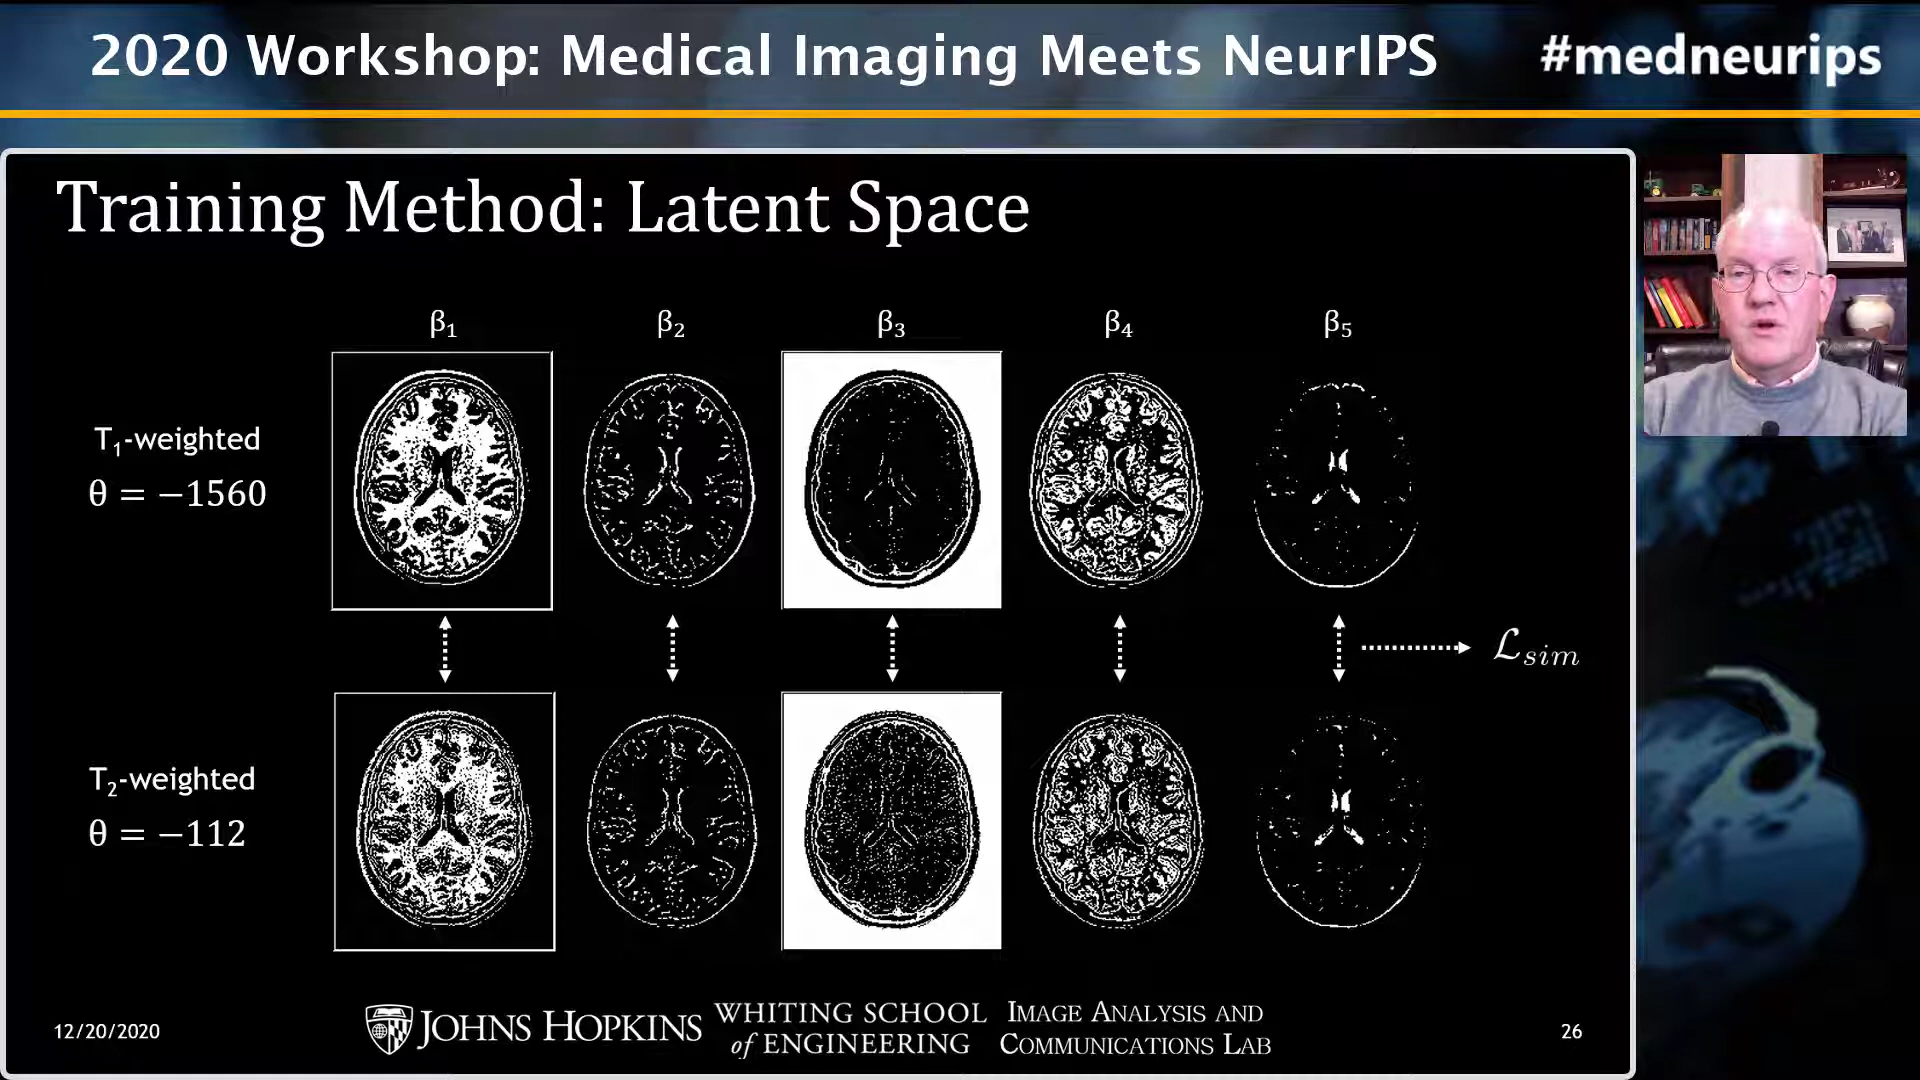 2020 Workshop: Medical Imaging Meets NeurIPS #medneurips
Training Method: Latent Space
β₁ β₂ β₃ β₄ β₅
T₁-weighted
θ = −1560
ℒ_sim
T₂-weighted
θ = −112
12/20/2020
JOHNS HOPKINS
WHITING SCHOOL
of ENGINEERING
IMAGE ANALYSIS AND
COMMUNICATIONS LAB
26